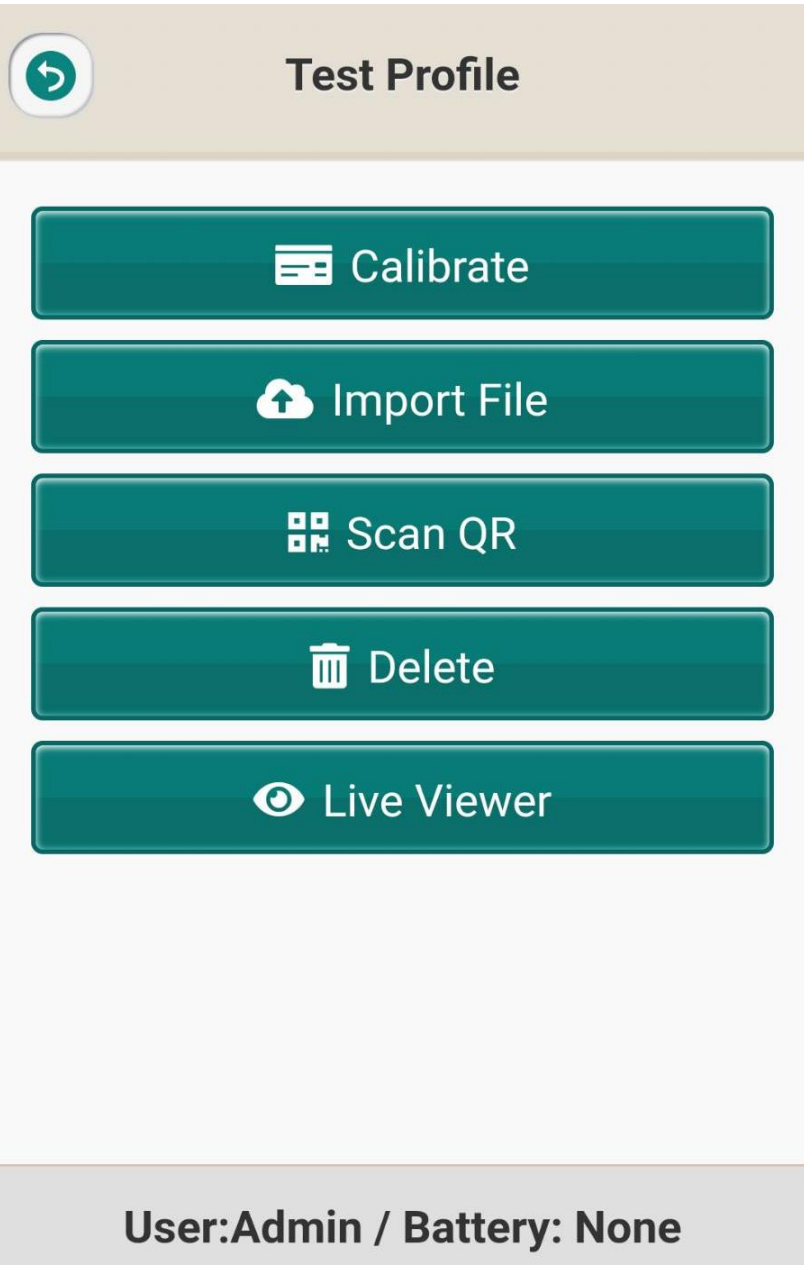 Test Profile
Calibrate
Import File
Scan QR
Delete
Live Viewer
User:Admin / Battery: None